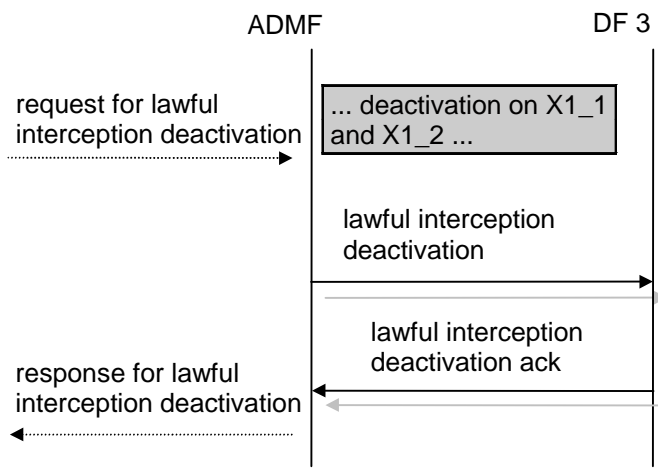 ADMF
DF 3
request for lawful
interception deactivation
... deactivation on X1_1
and X1_2 ...
lawful interception
deactivation
lawful interception
deactivation ack
response for lawful
interception deactivation